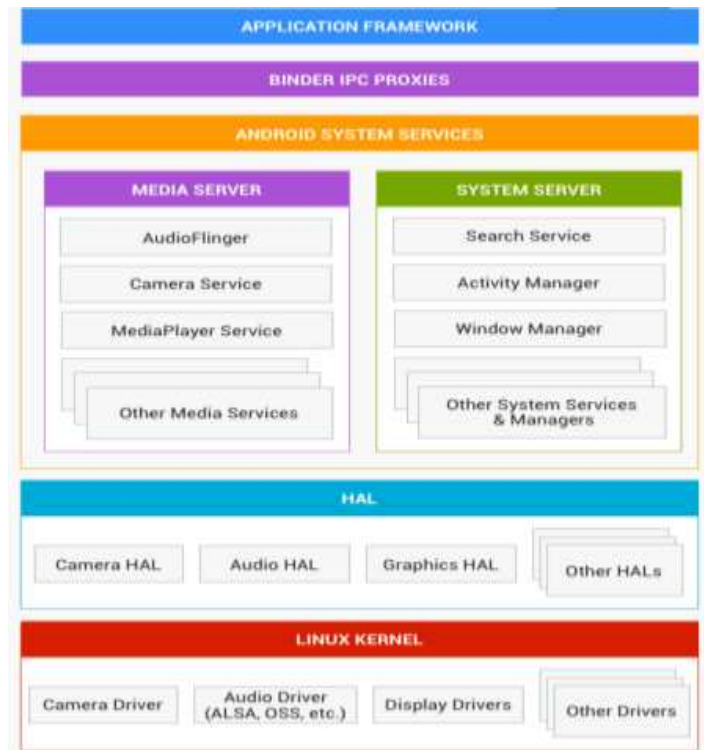 APPLICATION FRAMEWORK
BINDER IPC PROXIES
ANDROID SYSTEM SERVICES
MEDIA SERVER
AudioFlinger
Camera Service
MediaPlayer Service
Other Media Services
SYSTEM SERVER
Search Service
Activity Manager
Window Manager
Other System Services
& Managers
HAL
Camera HAL
Audio HAL
Graphics HAL
Other HALs
LINUX KERNEL
Camera Driver
Audio Driver
(ALSA, OSS, etc.)
Display Drivers
Other Drivers